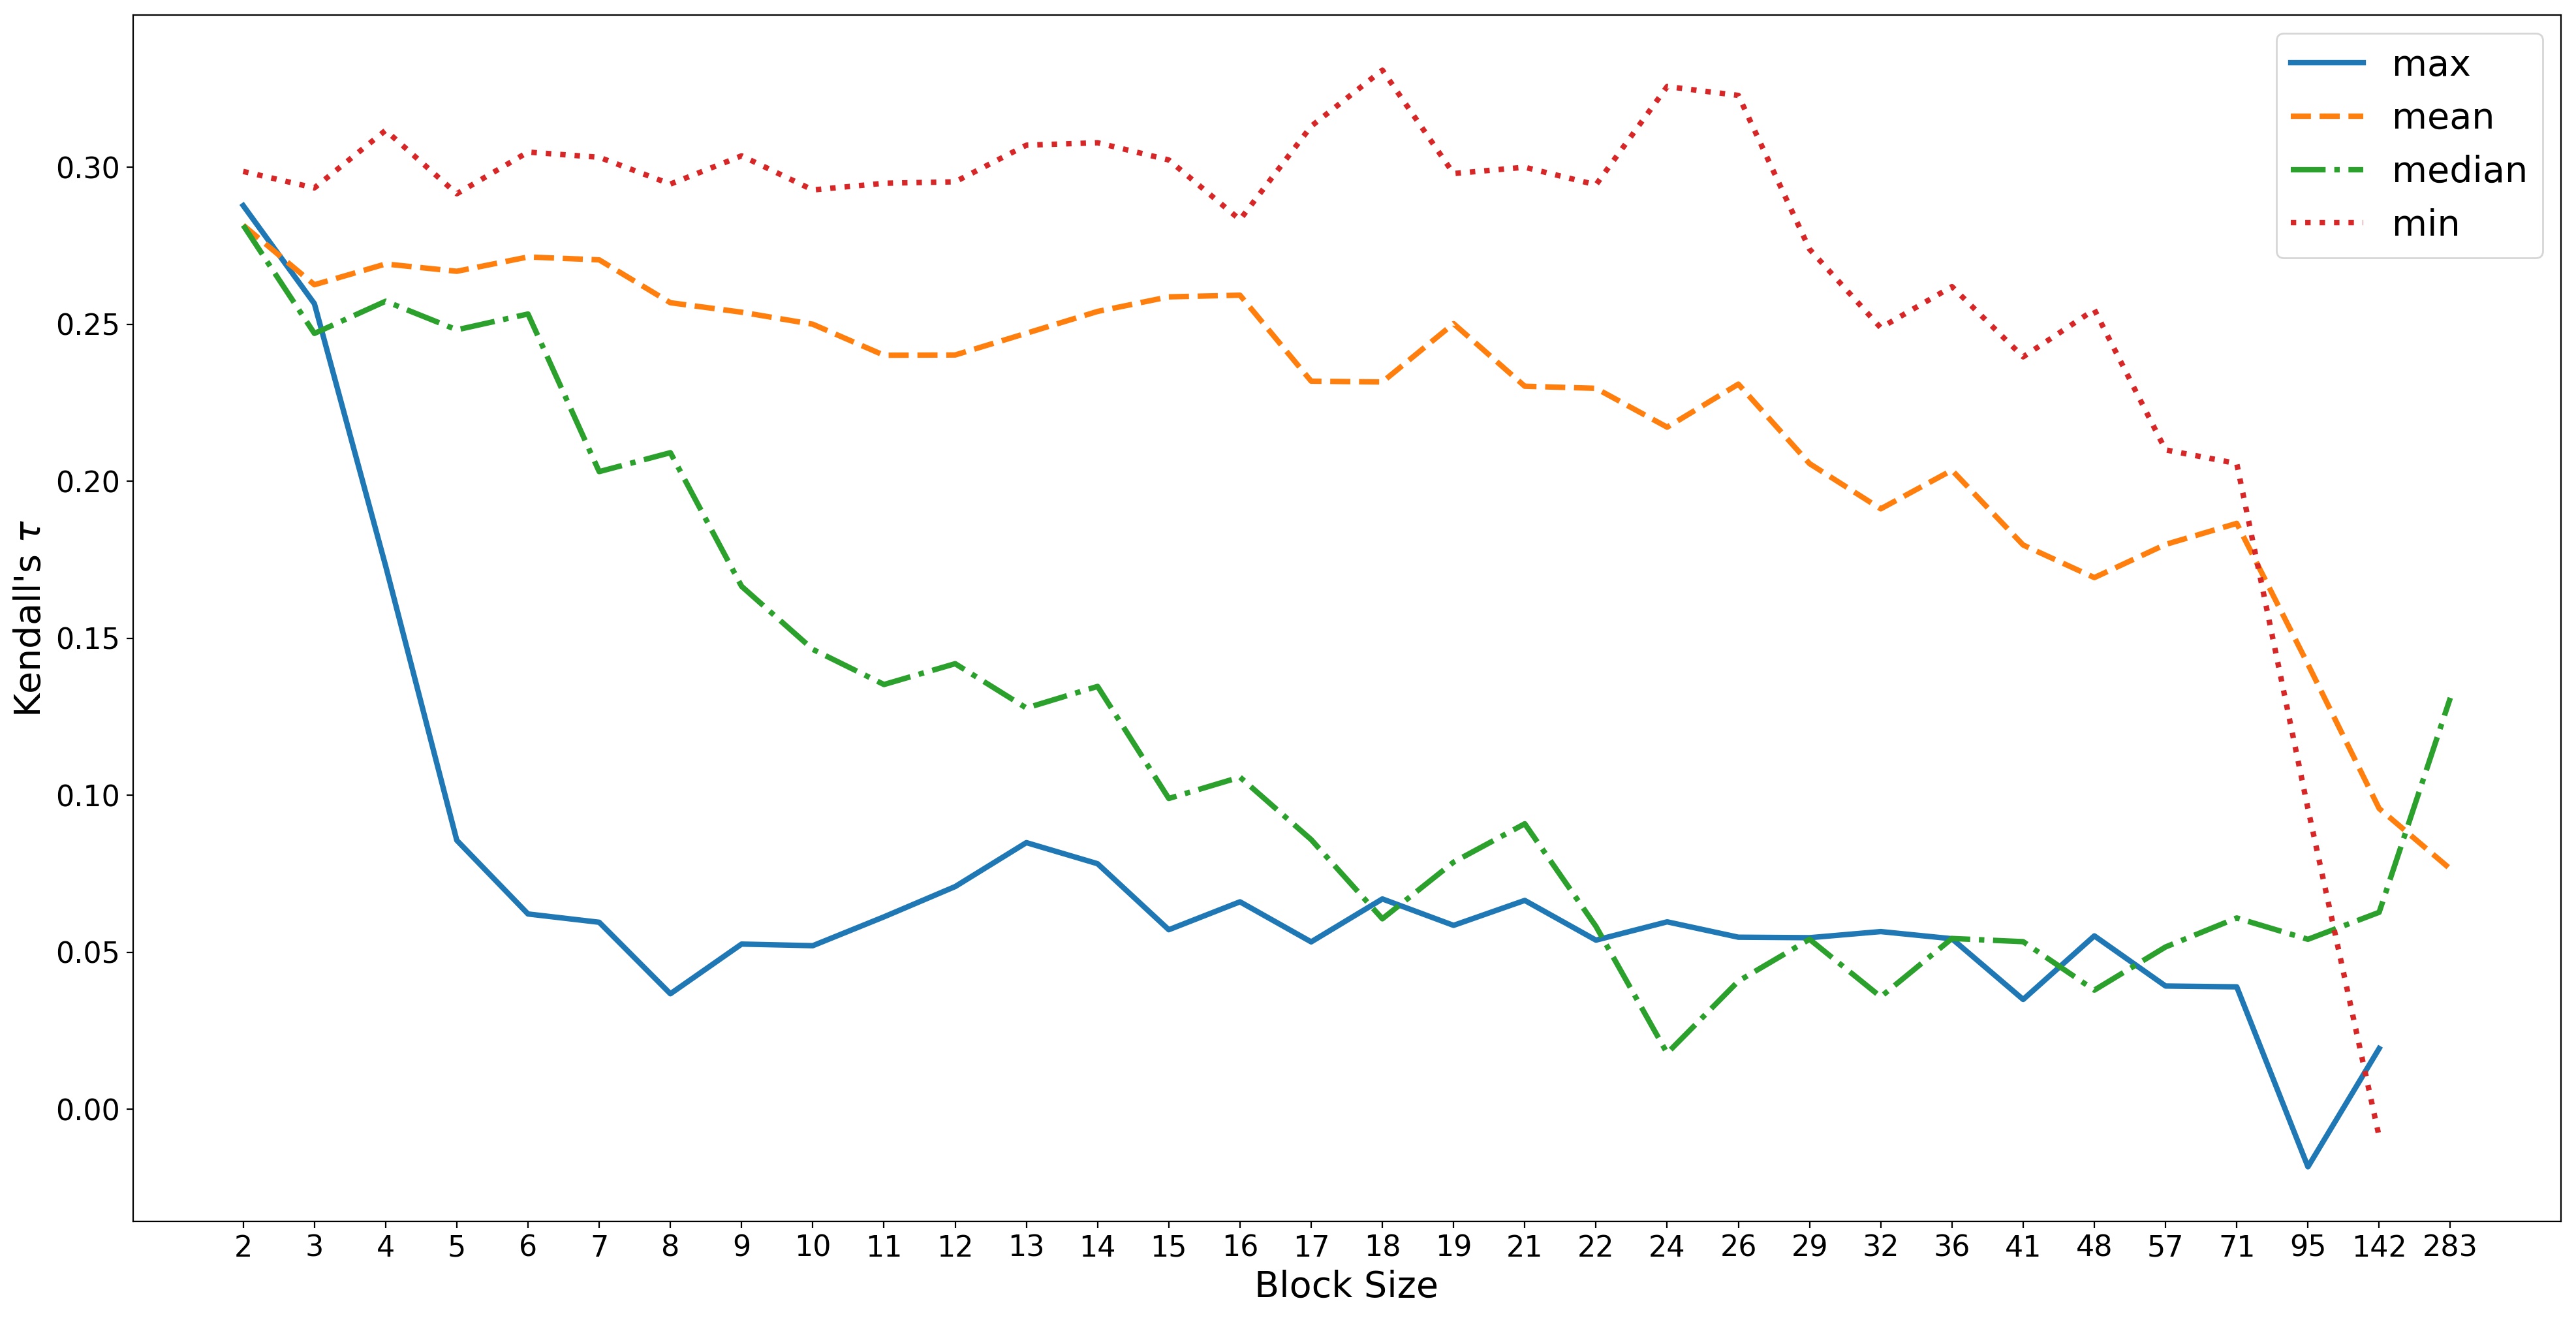 max
mean
median
min
0.30
0.25
0.20
0.15
0.10
0.05
0.00
Kendall's τ
2 3 4 5 6 7 8 9 10 11 12 13 14 15 16 17 18 19 21 22 24 26 29 32 36 41 48 57 71 95 142 283
Block Size